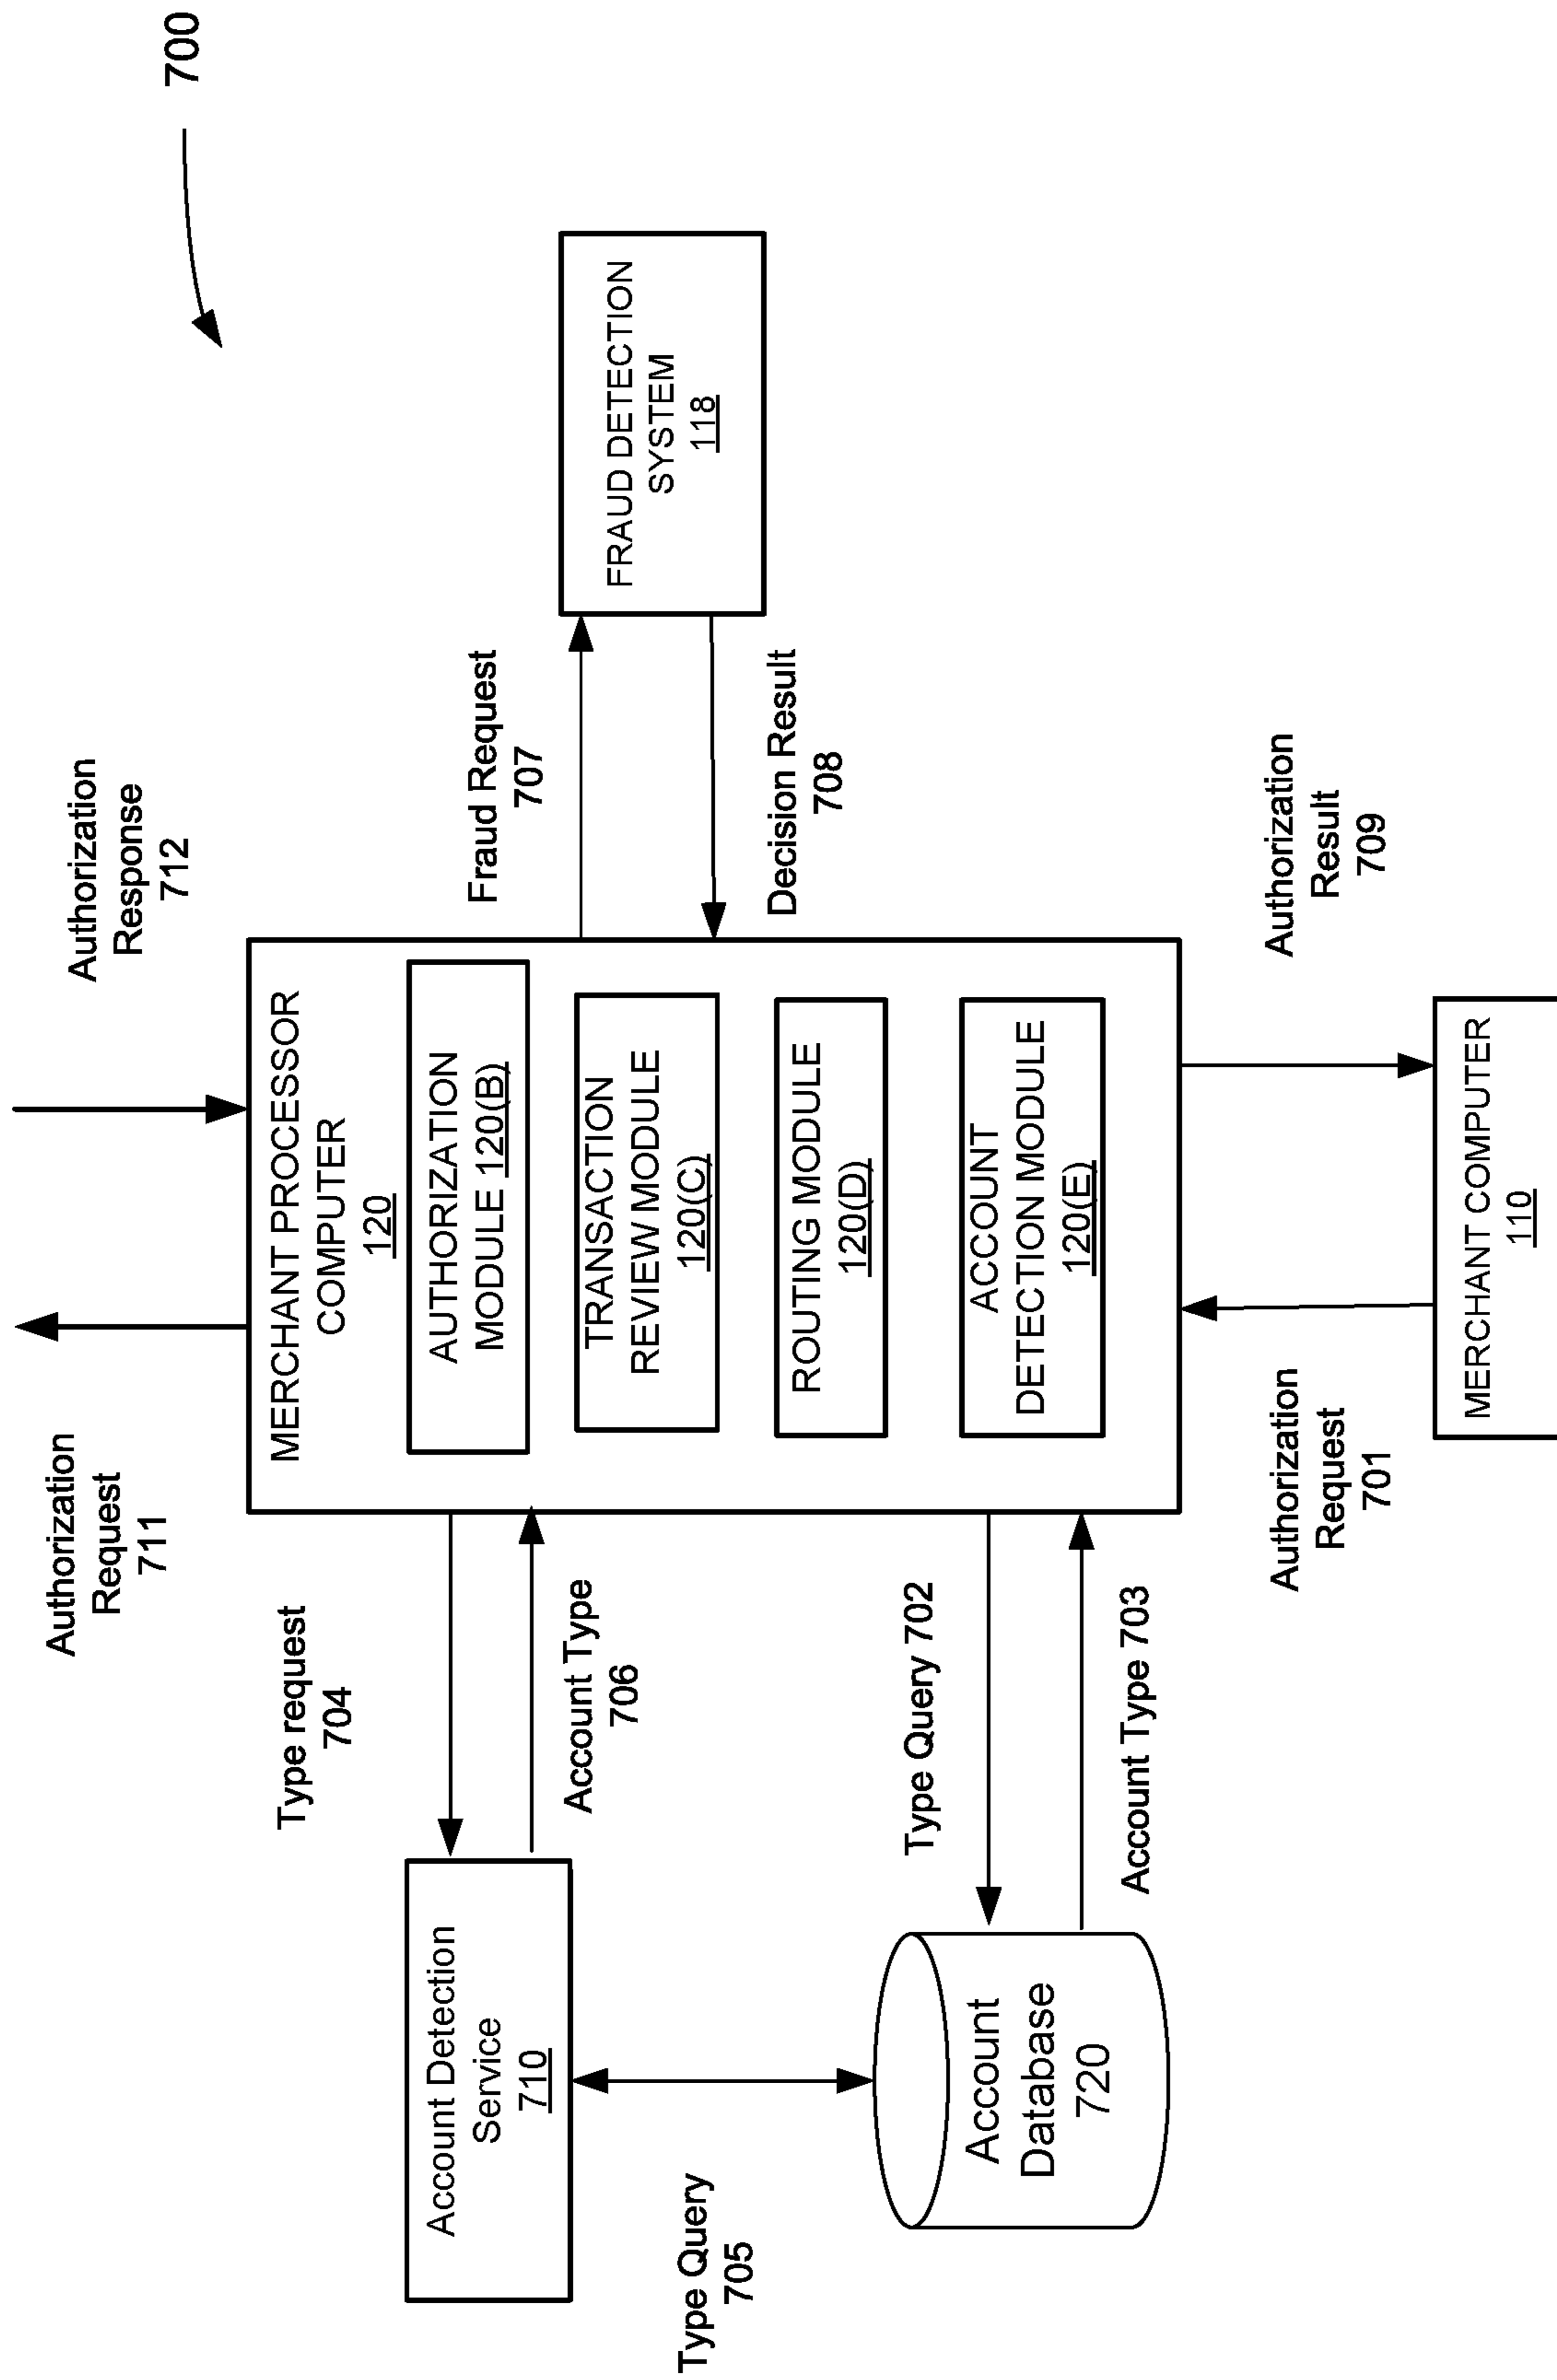 700
Authorization
Request
711
Authorization
Response
712
MERCHANT PROCESSOR
COMPUTER
120
AUTHORIZATION
MODULE 120(B)
TRANSACTION
REVIEW MODULE
120(C)
ROUTING MODULE
120(D)
ACCOUNT
DETECTION MODULE
120(E)
Type request
704
Account Type
706
Account Detection
Service
710
Type Query
705
Type Query 702
Account Type 703
Account
Database
720
Fraud Request
707
FRAUD DETECTION
SYSTEM
118
Decision Result
708
Authorization
Request
701
Authorization
Result
709
MERCHANT COMPUTER
110